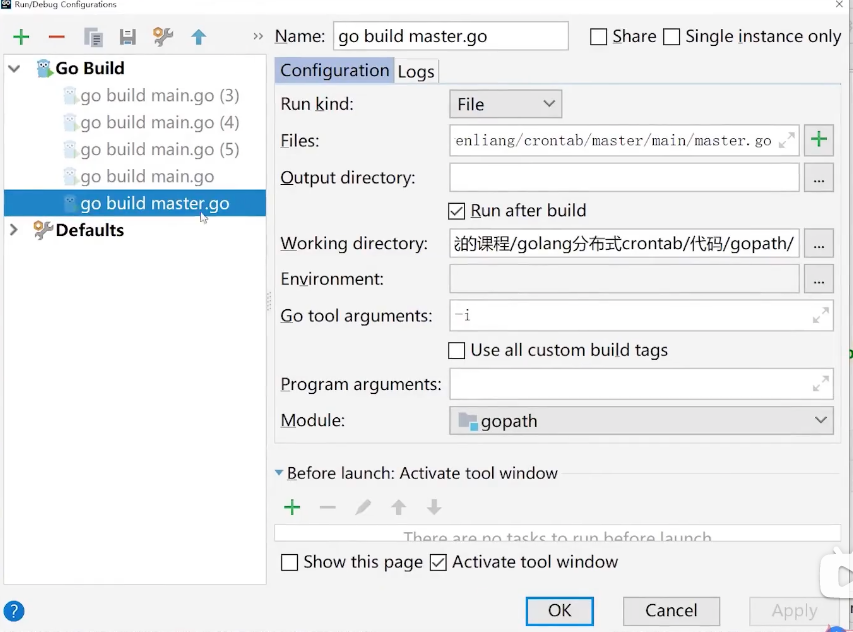 Run/Debug Configurations
Name: go build master.go Share Single instance only
Go Build
go build main.go (3)
go build main.go (4)
go build main.go (5)
go build main.go
go build master.go
Defaults
Configuration Logs
Run kind: File
Files: enliang/crontab/master/main/master.go
Output directory: ...
Run after build
Working directory: 的课程/golang分布式crontab/代码/gopath/ ...
Environment: ...
Go tool arguments: -i
Use all custom build tags
Program arguments:
Module: gopath
Before launch: Activate tool window
There are no tasks to run before launch
Show this page Activate tool window
? OK Cancel Apply